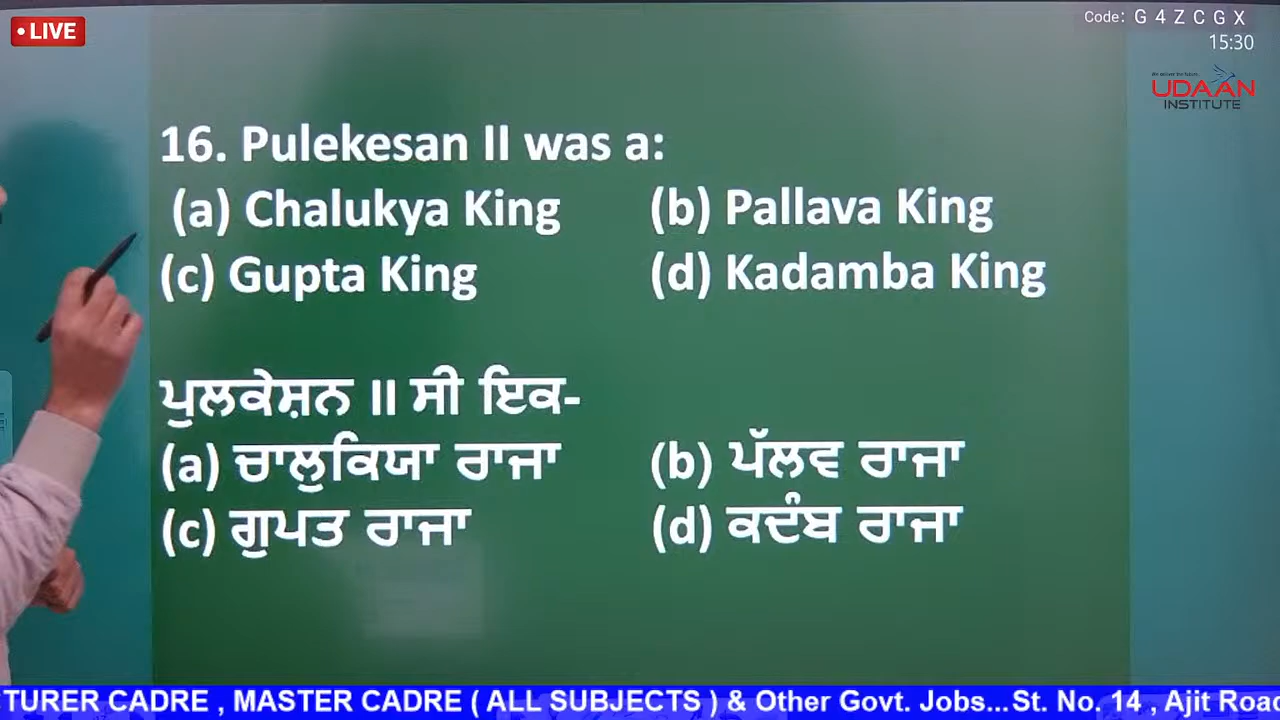 LIVE
Code: G 4 Z C G X
15:30
UDAAN
INSTITUTE
16. Pulekesan II was a:
(a) Chalukya King (b) Pallava King
(c) Gupta King (d) Kadamba King
ਪੁਲਕੇਸ਼ਨ II ਸੀ ਇਕ-
(a) ਚਾਲੁਕਿਯਾ ਰਾਜਾ (b) ਪੱਲਵ ਰਾਜਾ
(c) ਗੁਪਤ ਰਾਜਾ (d) ਕਦੰਬ ਰਾਜਾ
TURER CADRE , MASTER CADRE ( ALL SUBJECTS ) & Other Govt. Jobs...St. No. 14 , Ajit Road